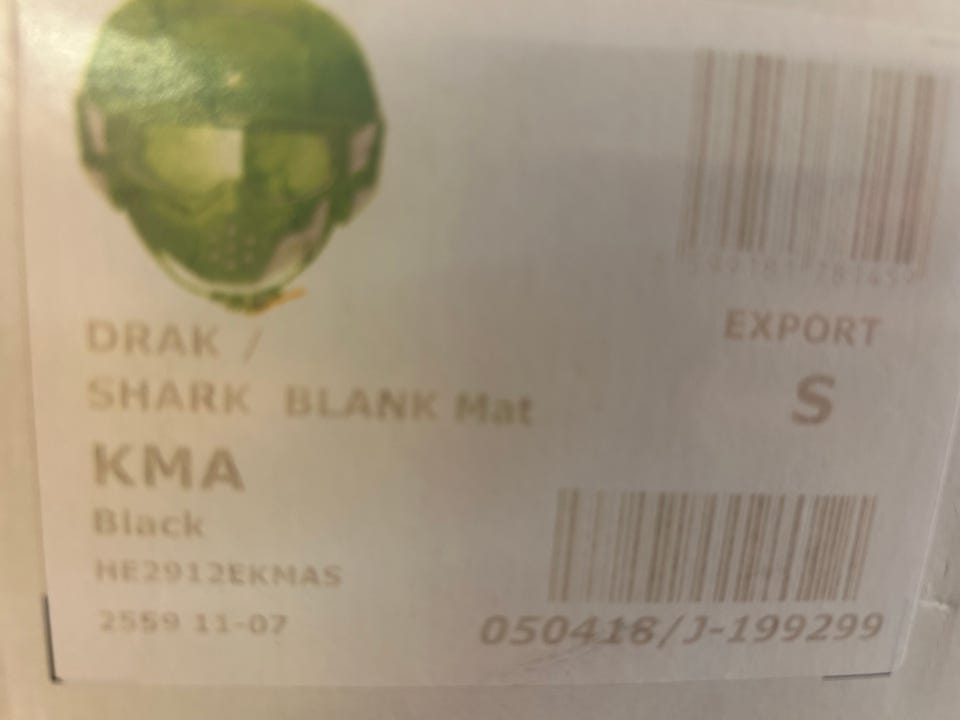 DRAK /
SHARK BLANK Mat
KMA
Black
HE2912EKMAS
2559 11-07
EXPORT
S
050418/J-199299